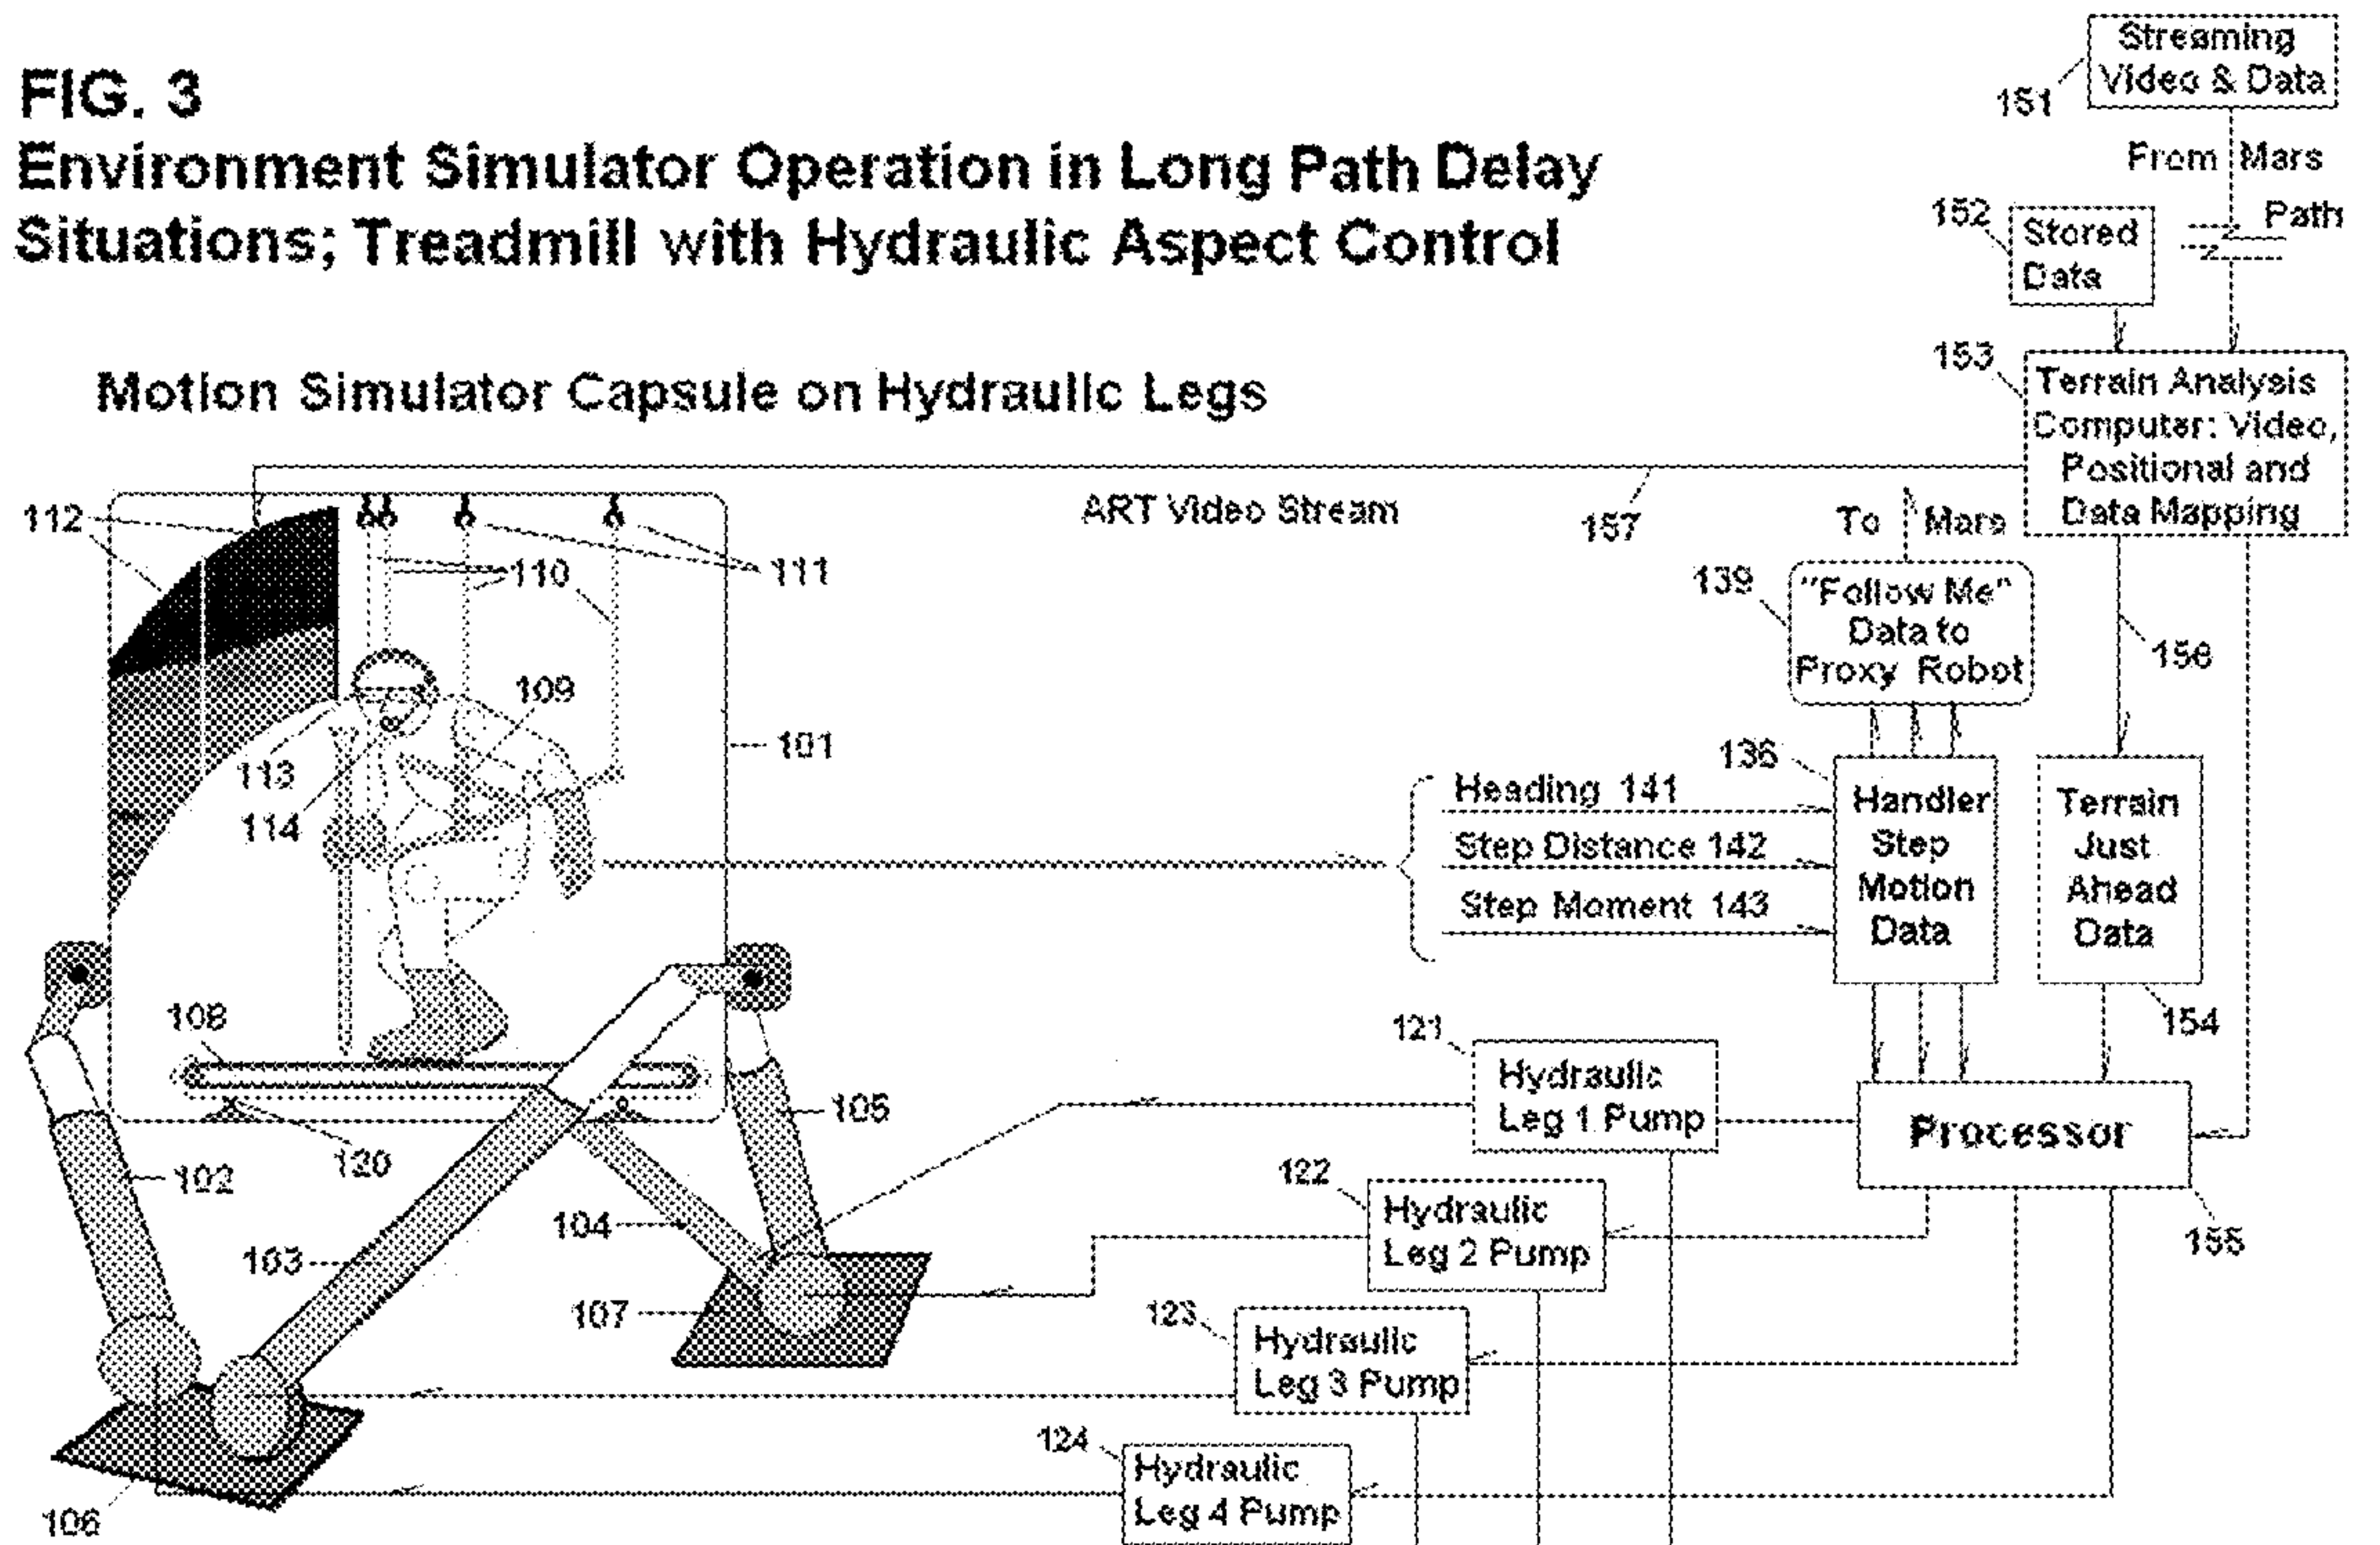 FIG. 3
Environment Simulator Operation in Long Path Delay
Situations; Treadmill with Hydraulic Aspect Control
Motion Simulator Capsule on Hydraulic Legs
Streaming
Video & Data
151
From Mars
Path
152
Stored
Data
153
Terrain Analysis
Computer: Video,
Positional and
Data Mapping
ART Video Stream
157
To Mars
139
"Follow Me"
Data to
Proxy Robot
156
112
110
111
109
101
113
114
136
Heading 141
Step Distance 142
Step Moment 143
Handler
Step
Motion
Data
Terrain
Just
Ahead
Data
154
108
120
102
103
104
105
107
106
121
Hydraulic
Leg 1 Pump
Processor
155
122
Hydraulic
Leg 2 Pump
123
Hydraulic
Leg 3 Pump
124
Hydraulic
Leg 4 Pump